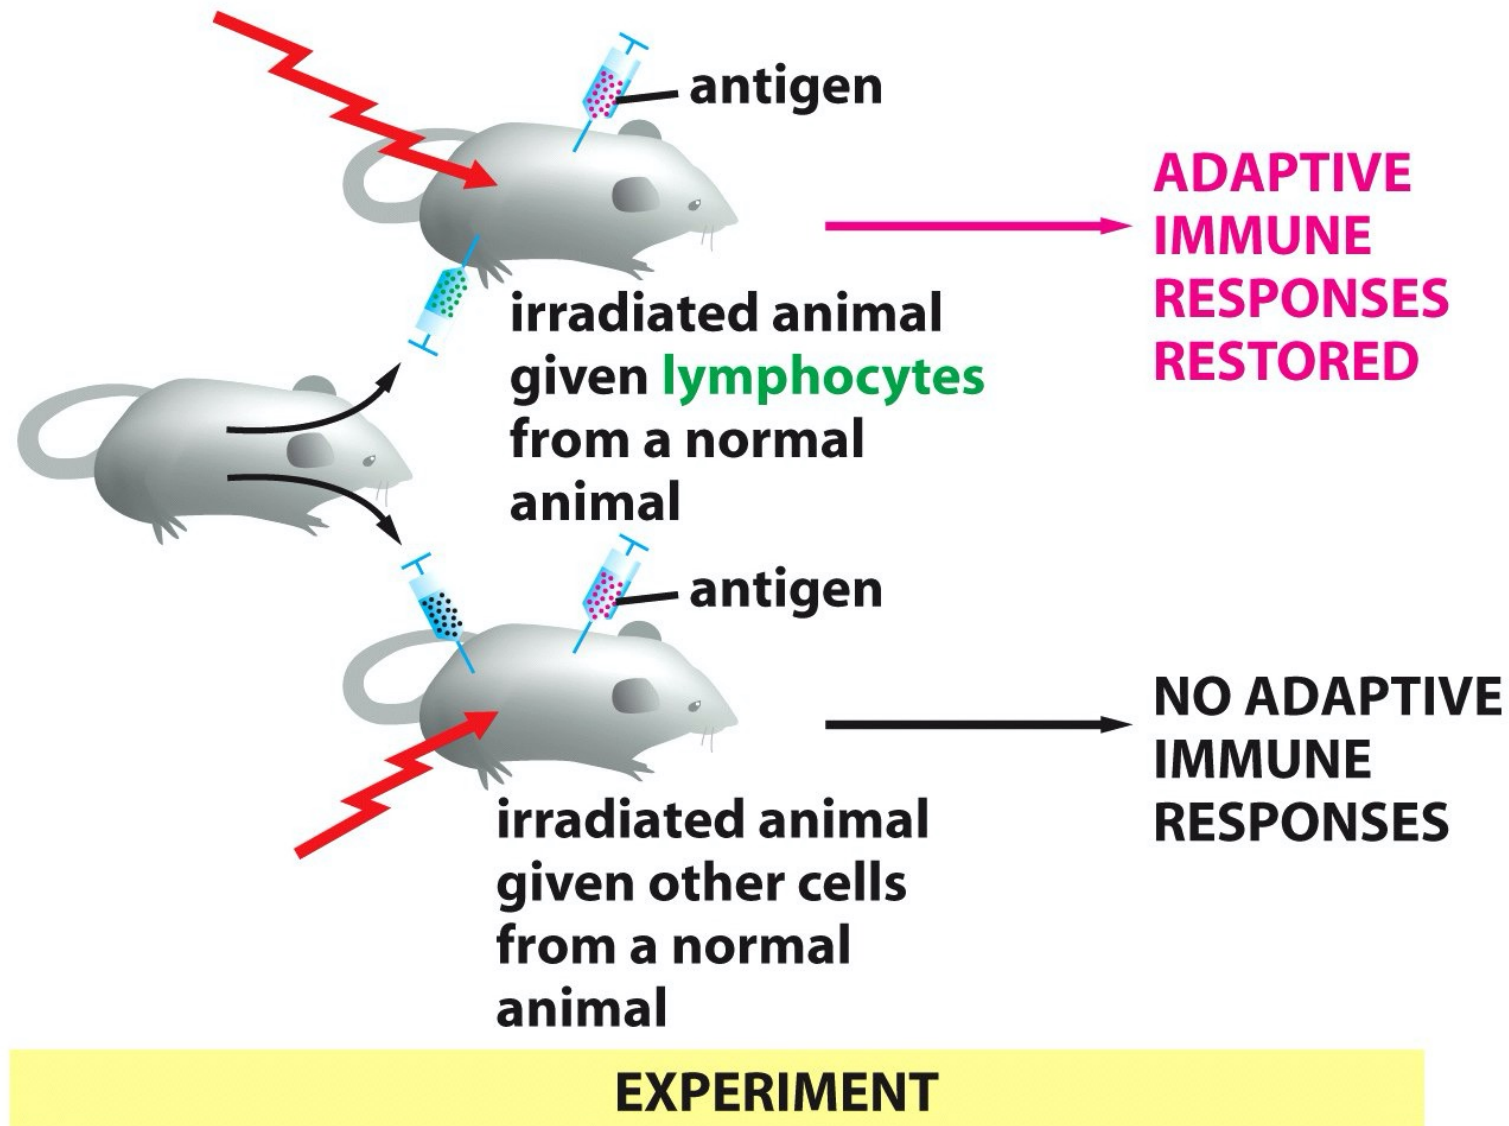 antigen
ADAPTIVE
IMMUNE
RESPONSES
RESTORED
irradiated animal
given lymphocytes
from a normal
animal
antigen
NO ADAPTIVE
IMMUNE
RESPONSES
irradiated animal
given other cells
from a normal
animal
EXPERIMENT